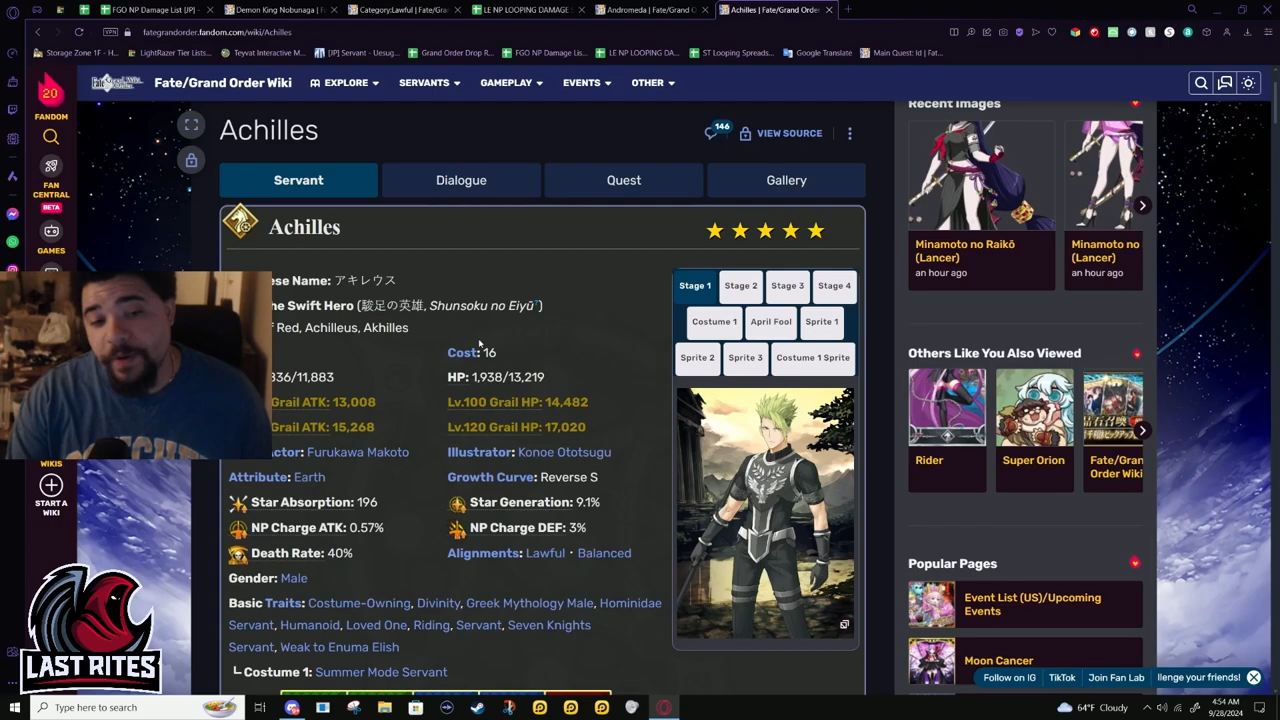 FGO NP Damage List [JP] -
Demon King Nobunaga | F
Category:Lawful | Fate/Gran
LE NP LOOPING DAMAGE S
Andromeda | Fate/Grand O
Achilles | Fate/Grand Orde
VPN fategrandorder.fandom.com/wiki/Achilles
Storage Zone 1F - H...
LightRazer Tier Lists...
Teyvat Interactive M...
[JP] Servant - Uesug...
Grand Order Drop R...
FGO NP Damage Lis...
LE NP LOOPING DA...
ST Looping Spreads...
Google Translate
Main Quest: Id | Fat...
20
FANDOM
FAN CENTRAL
BETA
GAMES
WIKIS
START A WIKI
Fate/Grand Order Wiki
EXPLORE
SERVANTS
GAMEPLAY
EVENTS
OTHER
Achilles
146
VIEW SOURCE
Servant
Dialogue
Quest
Gallery
Achilles
ese Name: アキレウス
he Swift Hero (駿足の英雄, Shunsoku no Eiyū?)
f Red, Achilleus, Akhilles
Cost: 16
836/11,883
HP: 1,938/13,219
Grail ATK: 13,008
Lv.100 Grail HP: 14,482
Grail ATK: 15,268
Lv.120 Grail HP: 17,020
actor: Furukawa Makoto
Illustrator: Konoe Ototsugu
Attribute: Earth
Growth Curve: Reverse S
Star Absorption: 196
Star Generation: 9.1%
NP Charge ATK: 0.57%
NP Charge DEF: 3%
Death Rate: 40%
Alignments: Lawful・Balanced
Gender: Male
Basic Traits: Costume-Owning, Divinity, Greek Mythology Male, Hominidae
Servant, Humanoid, Loved One, Riding, Servant, Seven Knights
Servant, Weak to Enuma Elish
┗Costume 1: Summer Mode Servant
Stage 1
Stage 2
Stage 3
Stage 4
Costume 1
April Fool
Sprite 1
Sprite 2
Sprite 3
Costume 1 Sprite
Recent Images
Minamoto no Raikō (Lancer)
an hour ago
Minamoto no
(Lancer)
an hour ago
Others Like You Also Viewed
Rider
Super Orion
Fate/Gran
Order Wiki
Popular Pages
Event List (US)/Upcoming
Events
Moon Cancer
Follow on IG
TikTok
Join Fan Lab
llenge your friends!
LAST RITES
Type here to search
64°F Cloudy
4:54 AM
9/28/2024